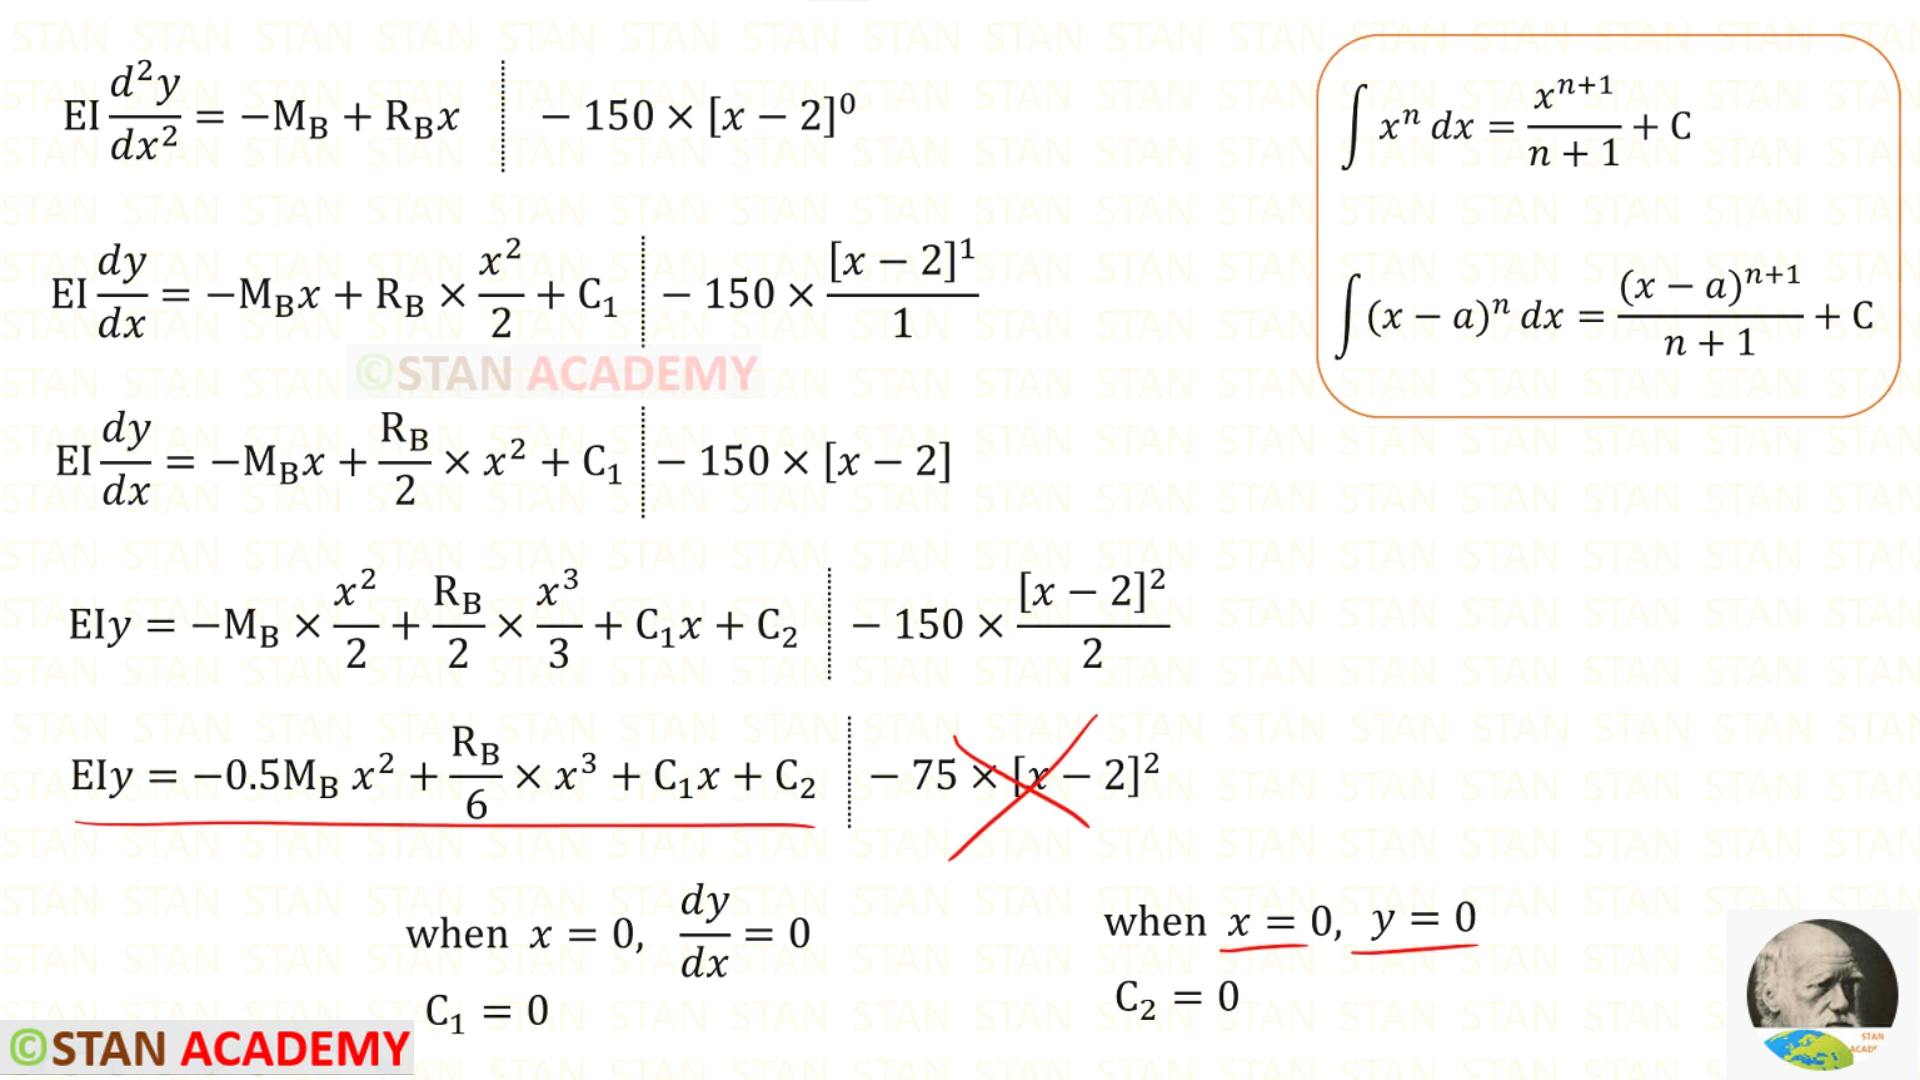 EI d²y/dx² = −M_B + R_B x ┊ − 150 × [x − 2]⁰
EI dy/dx = −M_B x + R_B × x²/2 + C₁ ┊ − 150 × [x − 2]¹/1
©STAN ACADEMY
EI dy/dx = −M_B x + R_B/2 × x² + C₁ ┊ − 150 × [x − 2]
EIy = −M_B × x²/2 + R_B/2 × x³/3 + C₁x + C₂ ┊ − 150 × [x − 2]²/2
EIy = −0.5M_B x² + R_B/6 × x³ + C₁x + C₂ ┊ − 75 × [x − 2]²
when x = 0, dy/dx = 0
C₁ = 0
when x = 0, y = 0
C₂ = 0
∫ xⁿ dx = xⁿ⁺¹/(n + 1) + C
∫ (x − a)ⁿ dx = (x − a)ⁿ⁺¹/(n + 1) + C
©STAN ACADEMY
STAN